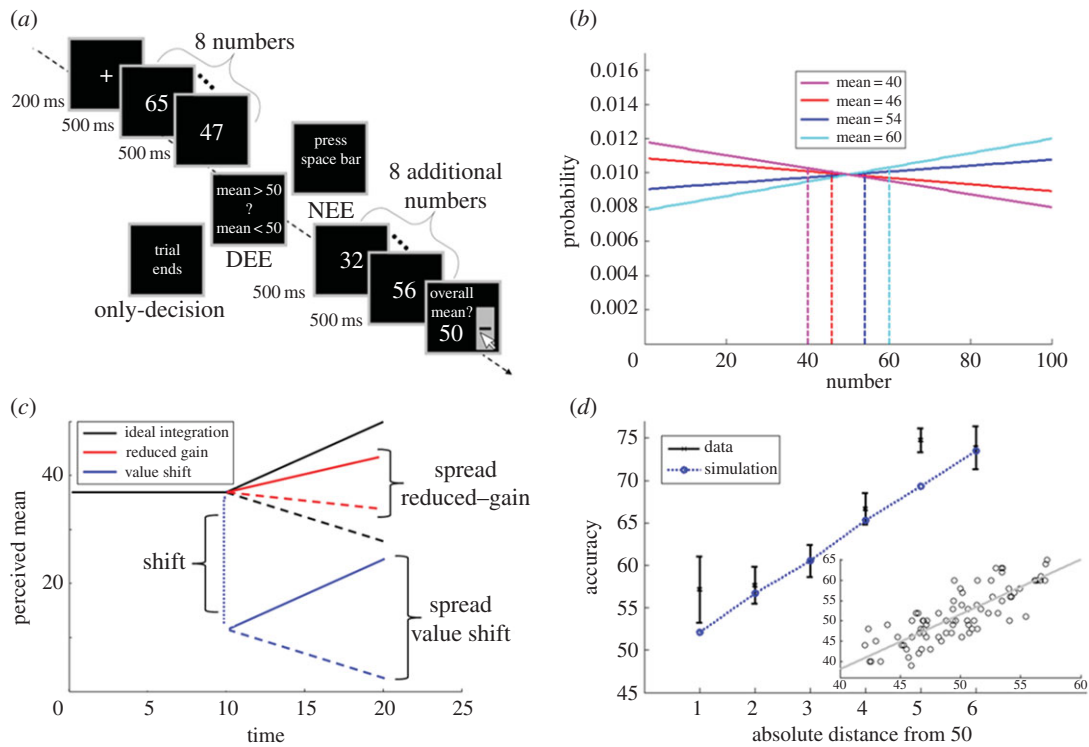 (a)
8 numbers
+
200 ms
65
500 ms
47
500 ms
press
space bar
NEE
mean > 50
?
mean < 50
DEE
trial
ends
only-decision
8 additional
numbers
32
500 ms
56
500 ms
overall
mean?
50
(b)
0.016
0.014
0.012
0.010
0.008
0.006
0.004
0.002
probability
mean = 40
mean = 46
mean = 54
mean = 60
0 20 40 60 80 100
number
(c)
ideal integration
reduced gain
value shift
40
20
0
perceived mean
spread
reduced–gain
shift
spread
value shift
0 5 10 15 20 25
time
(d)
data
simulation
75
70
65
60
55
50
45
accuracy
65
60
55
50
45
40
40 45 50 55 60
1 2 3 4 5 6
absolute distance from 50